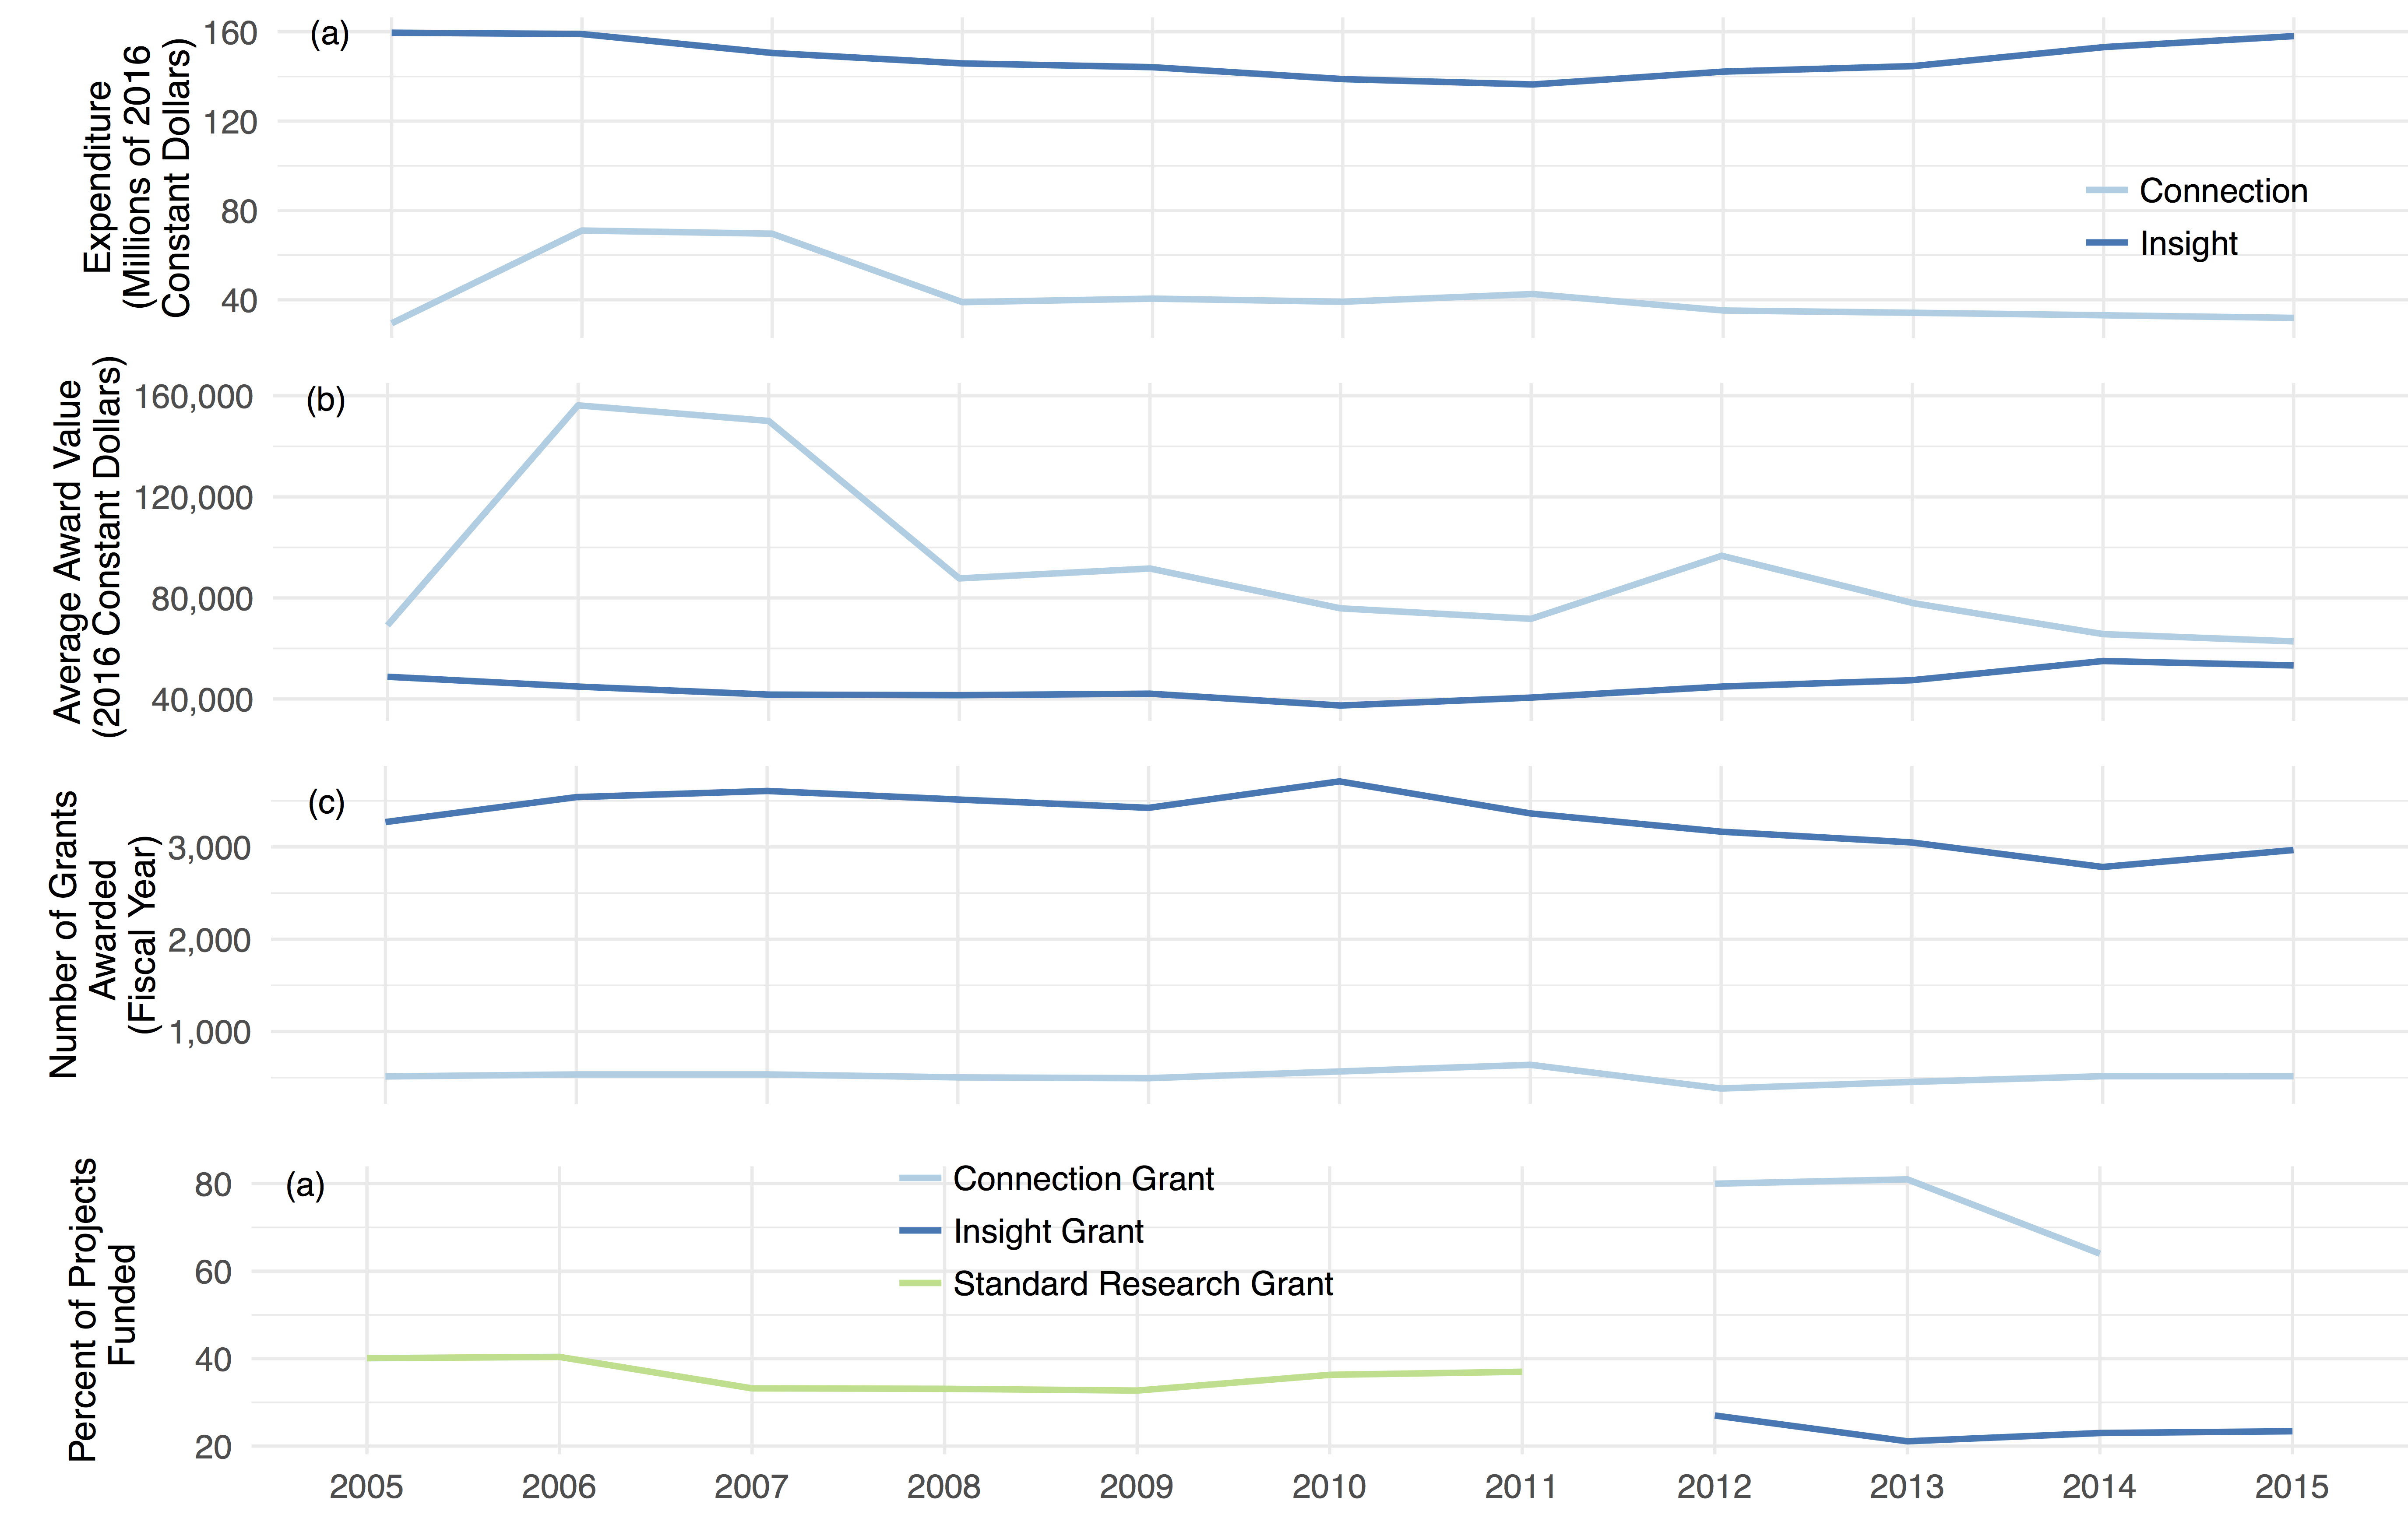 Expenditure
(Millions of 2016
Constant Dollars)
160
120
80
40
(a)
Connection
Insight
Average Award Value
(2016 Constant Dollars)
160,000
120,000
80,000
40,000
(b)
Number of Grants
Awarded
(Fiscal Year)
3,000
2,000
1,000
(c)
Percent of Projects
Funded
80
60
40
20
(a)
Connection Grant
Insight Grant
Standard Research Grant
2005 2006 2007 2008 2009 2010 2011 2012 2013 2014 2015